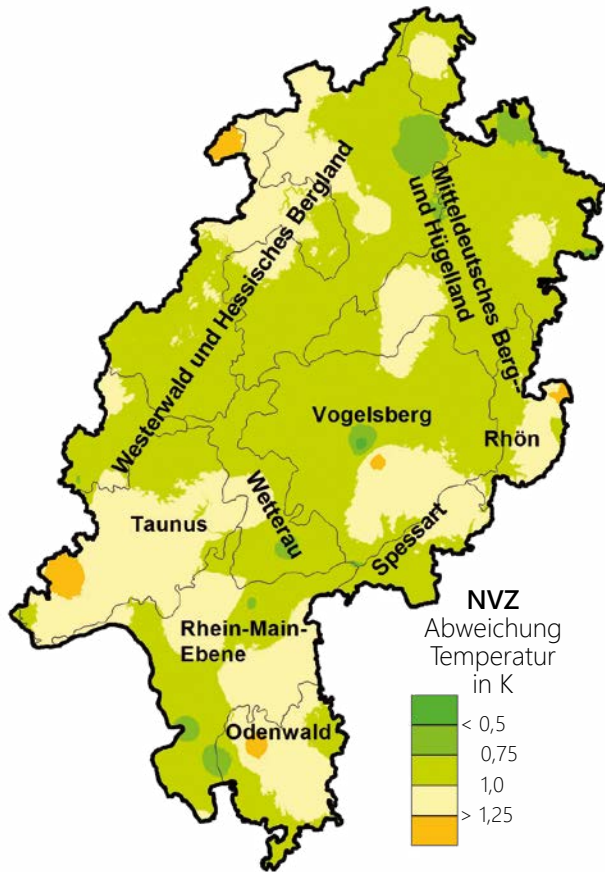 Westerwald und Hessisches Bergland
Mitteldeutsches Berg--
und Hügelland
Vogelsberg
Rhön
Wetterau
Taunus
Spessart
Rhein-Main-
Ebene
Odenwald
NVZ
Abweichung
Temperatur
in K
< 0,5
0,75
1,0
> 1,25